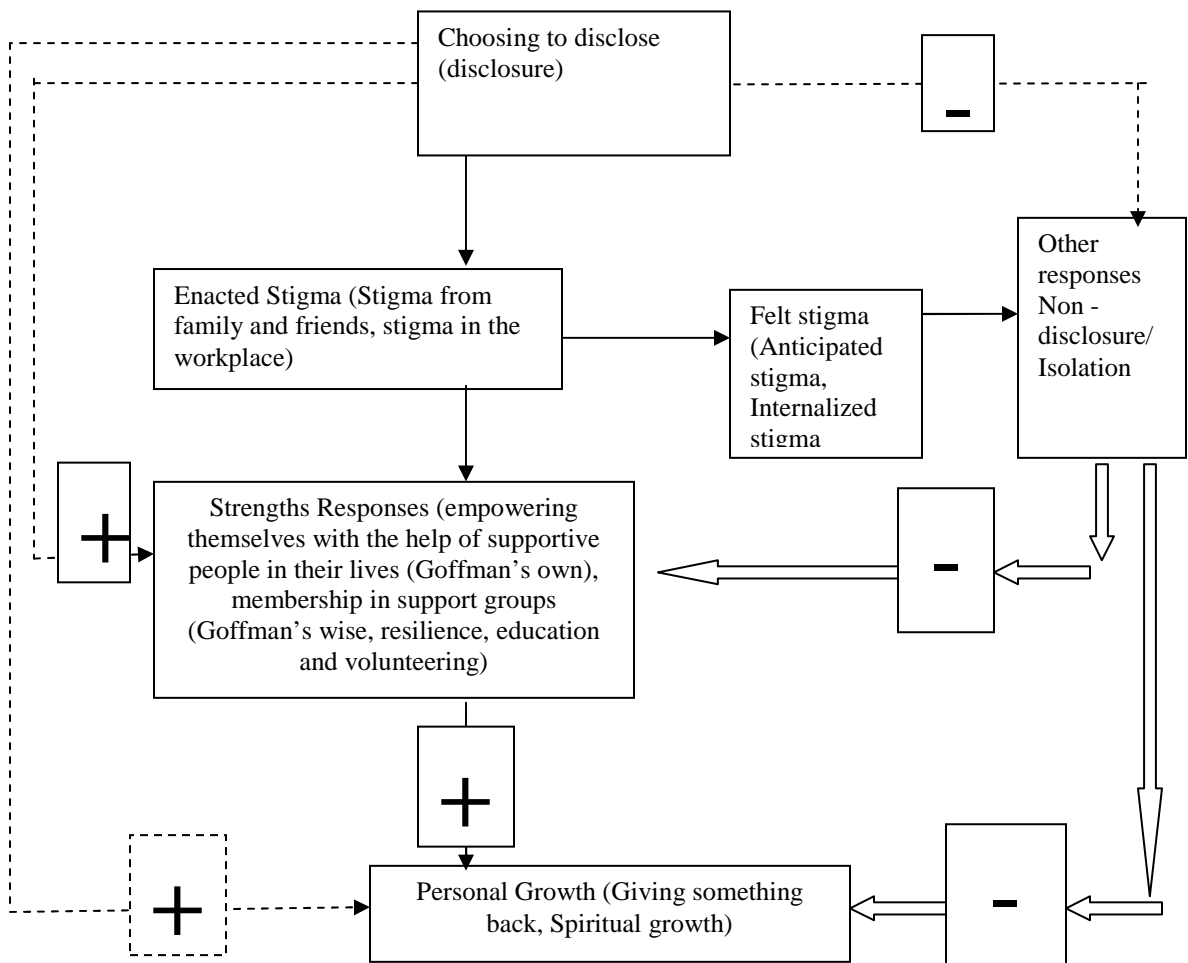 Choosing to disclose
(disclosure)
-
Other
responses
Non -
disclosure/
Isolation
Enacted Stigma (Stigma from
family and friends, stigma in the
workplace)
Felt stigma
(Anticipated
stigma,
Internalized
stigma
+
Strengths Responses (empowering
themselves with the help of supportive
people in their lives (Goffman’s own),
membership in support groups
(Goffman’s wise, resilience, education
and volunteering)
-
+
+
Personal Growth (Giving something
back, Spiritual growth)
-